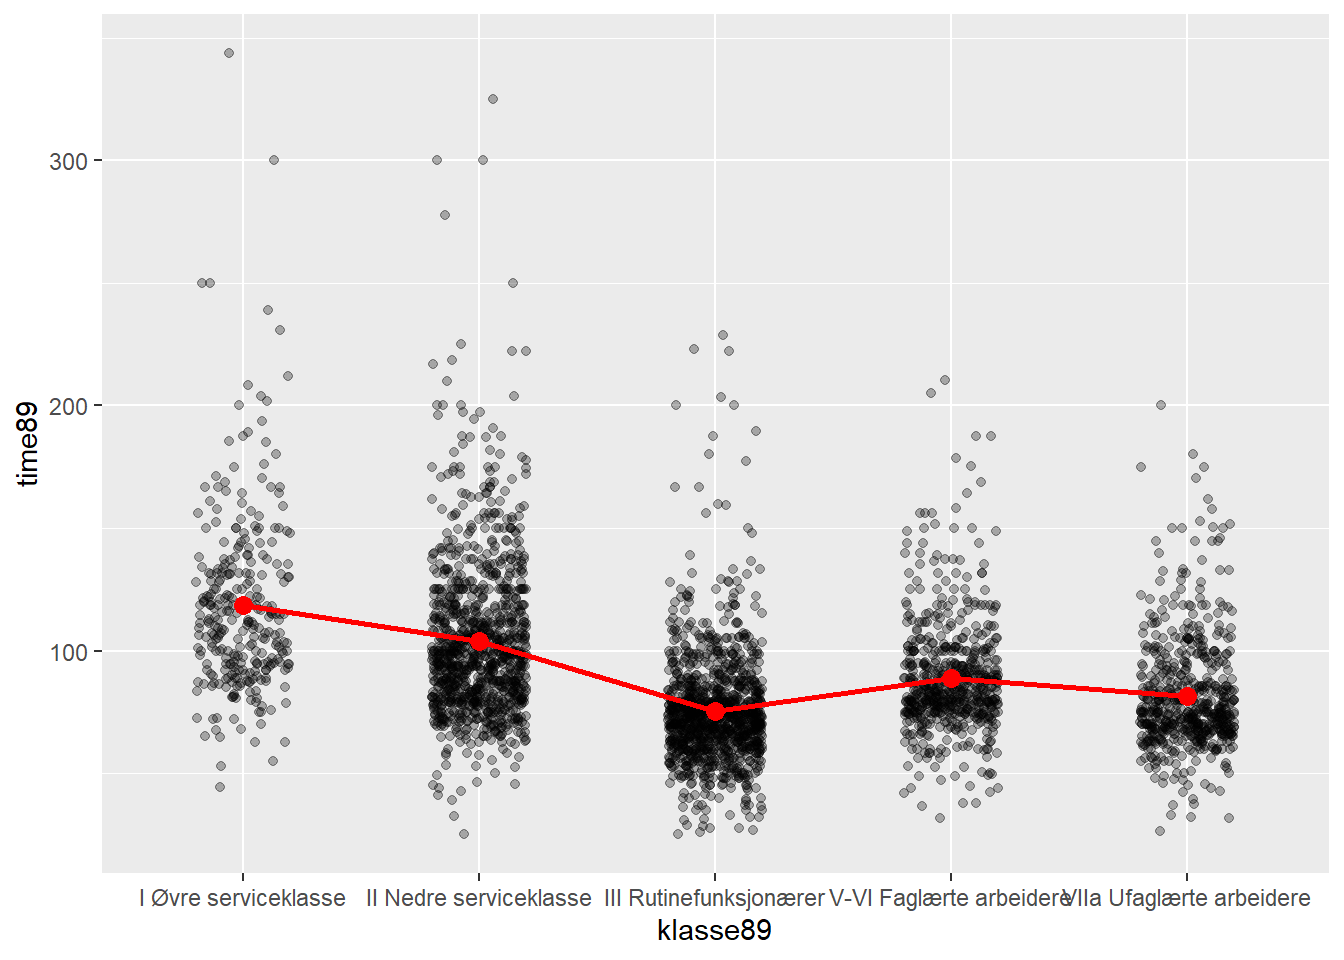 300
200
100
time89
I Øvre serviceklasse II Nedre serviceklasse III Rutinefunksjonærer V-VI Faglærte arbeidere VIIa Ufaglærte arbeidere
klasse89